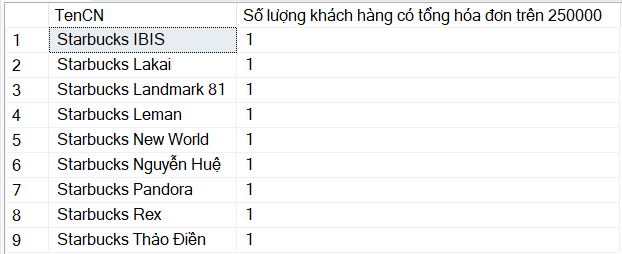 TenCN Số lượng khách hàng có tổng hóa đơn trên 250000
1 Starbucks IBIS 1
2 Starbucks Lakai 1
3 Starbucks Landmark 81 1
4 Starbucks Leman 1
5 Starbucks New World 1
6 Starbucks Nguyễn Huệ 1
7 Starbucks Pandora 1
8 Starbucks Rex 1
9 Starbucks Thảo Điền 1